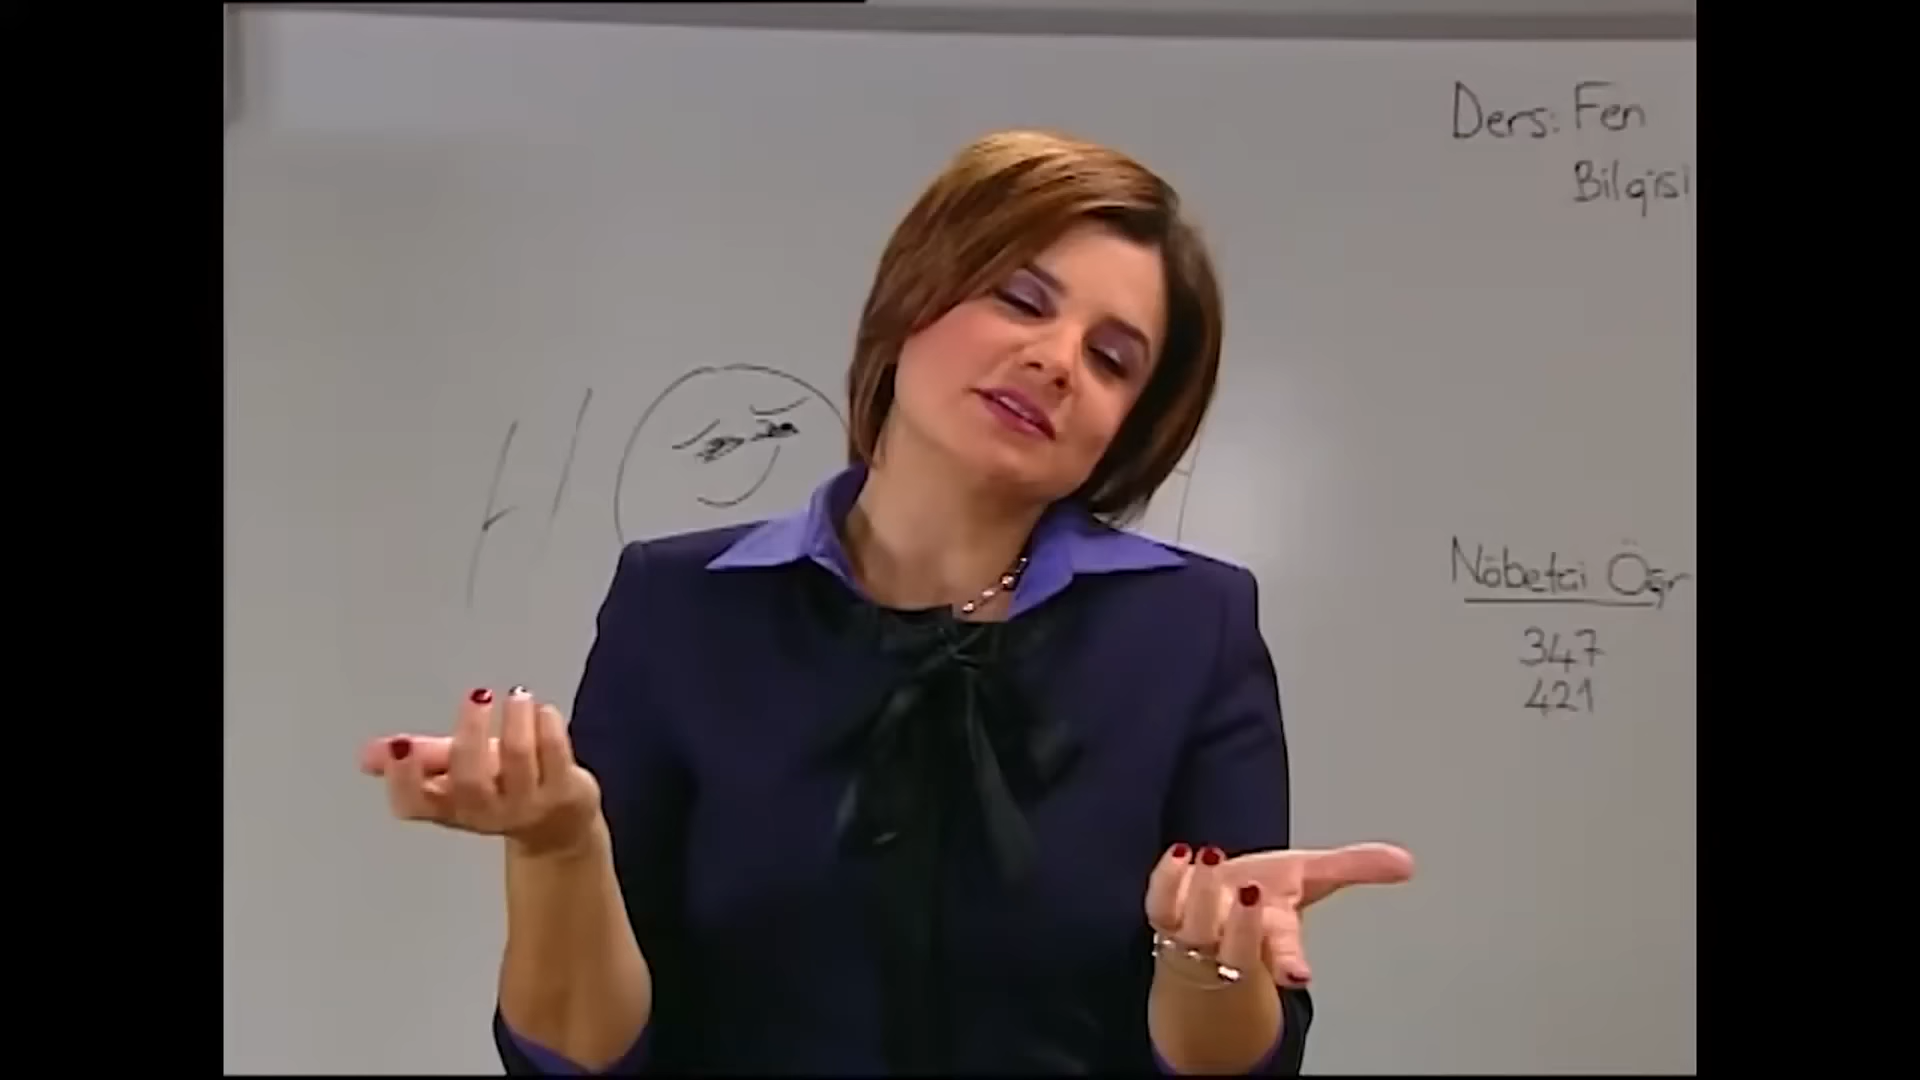 Ders: Fen
Bilgisi
H
Nöbetçi Öğr
347
421